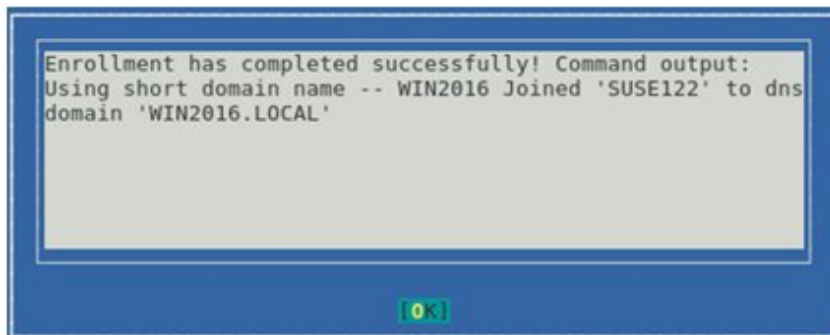 Enrollment has completed successfully! Command output:
Using short domain name -- WIN2016 Joined 'SUSE122' to dns
domain 'WIN2016.LOCAL'
[OK]